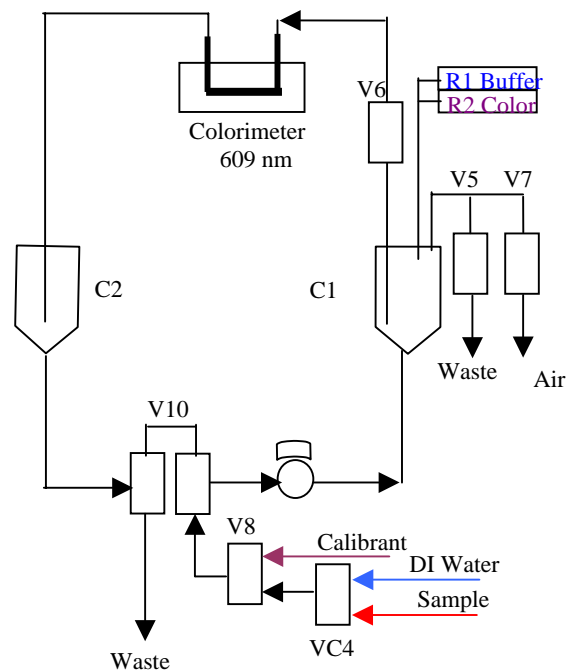 R1 Buffer
V6
R2 Color
Colorimeter
609 nm
V5
V7
C2
C1
Waste
Air
V10
V8
Calibrant
DI Water
Sample
VC4
Waste